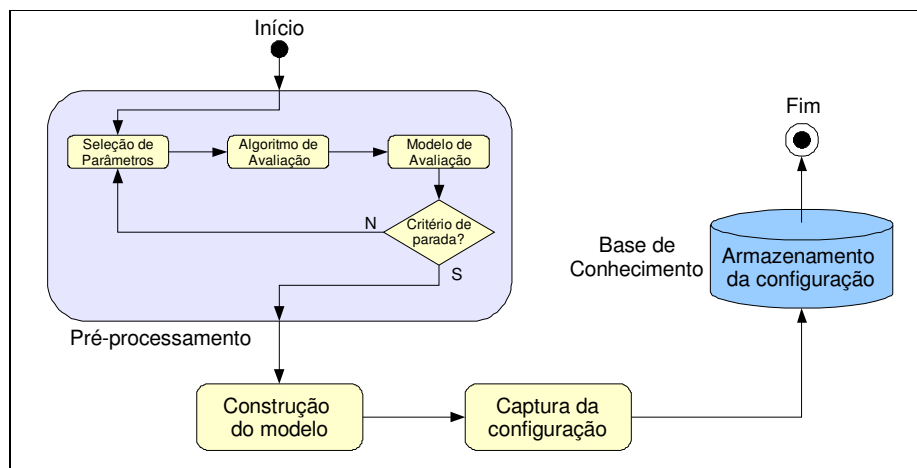 Início
Seleção de
Parâmetros
Algoritmo de
Avaliação
Modelo de
Avaliação
Critério de
parada?
N
S
Pré-processamento
Construção
do modelo
Captura da
configuração
Base de
Conhecimento
Armazenamento
da configuração
Fim